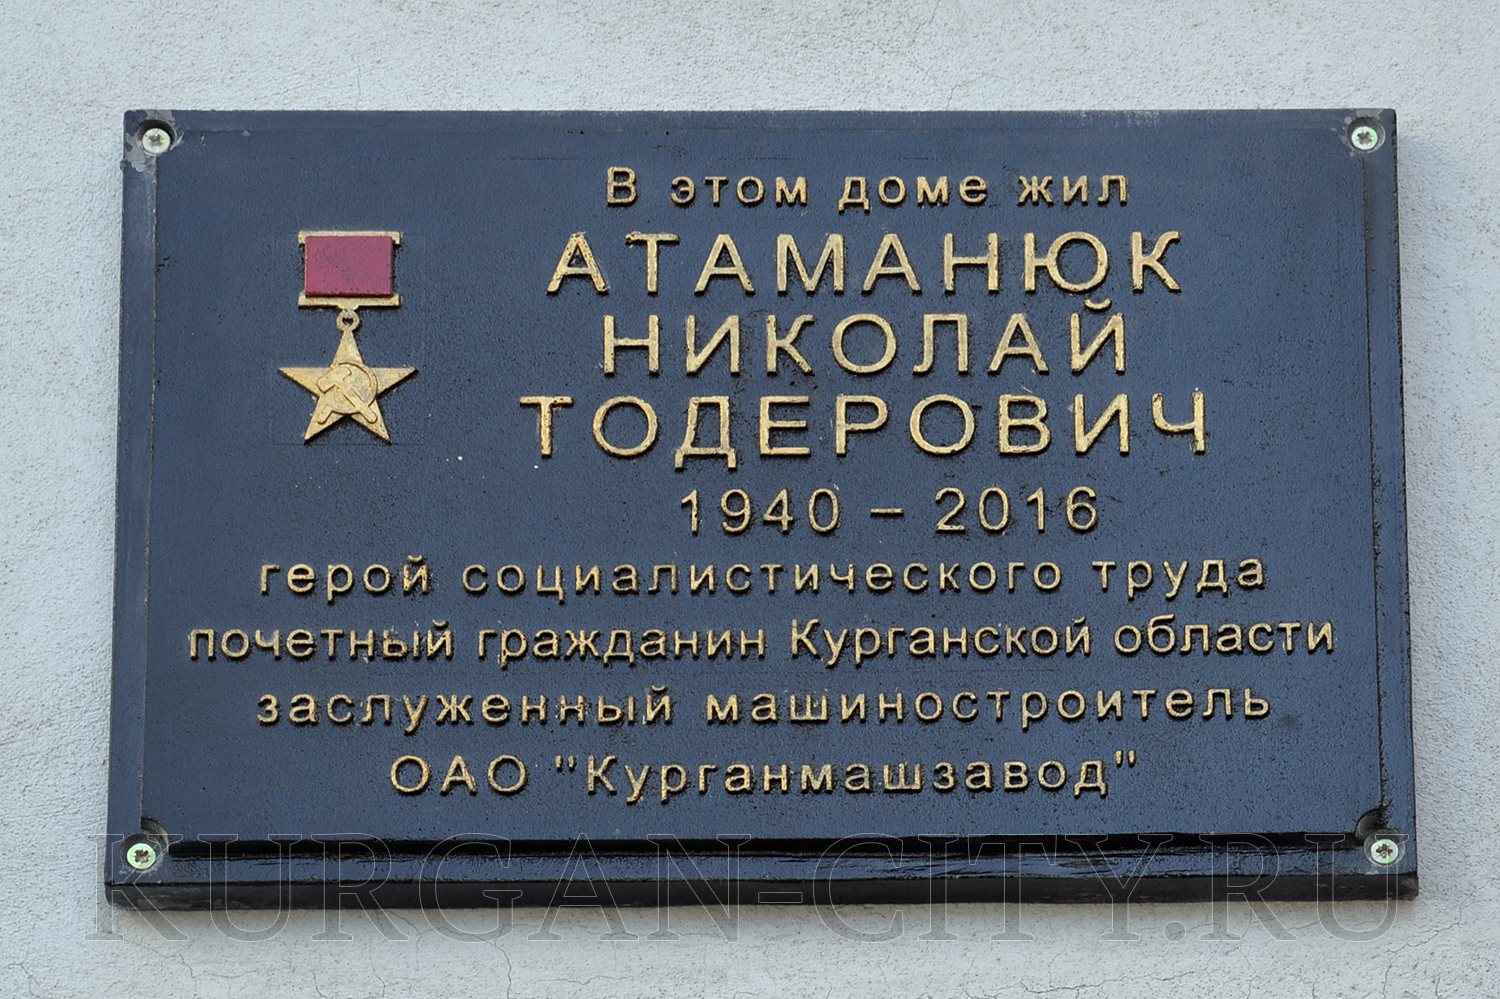 В этом доме жил
АТАМАНЮК
НИКОЛАЙ
ТОДЕРОВИЧ
1940 – 2016
герой социалистического труда
почетный гражданин Курганской области
заслуженный машиностроитель
ОАО "Курганмашзавод"
KURGAN-CITY.RU